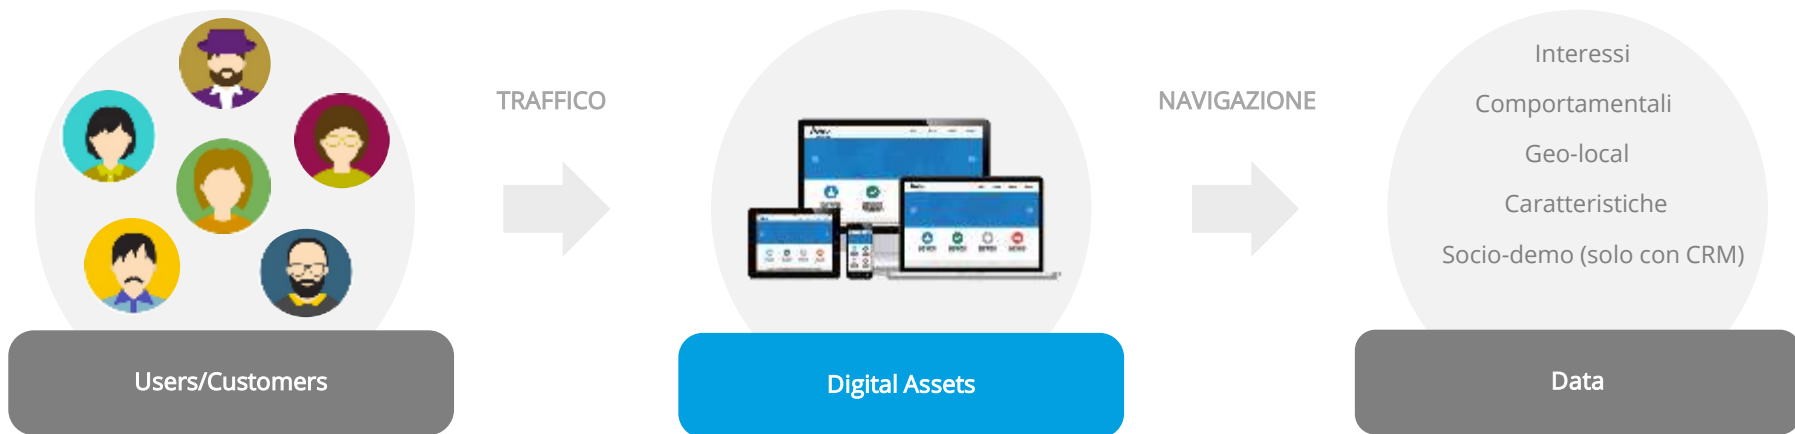 TRAFFICO
NAVIGAZIONE
Interessi
Comportamentali
Geo-local
Caratteristiche
Socio-demo (solo con CRM)
Users/Customers
Digital Assets
Data